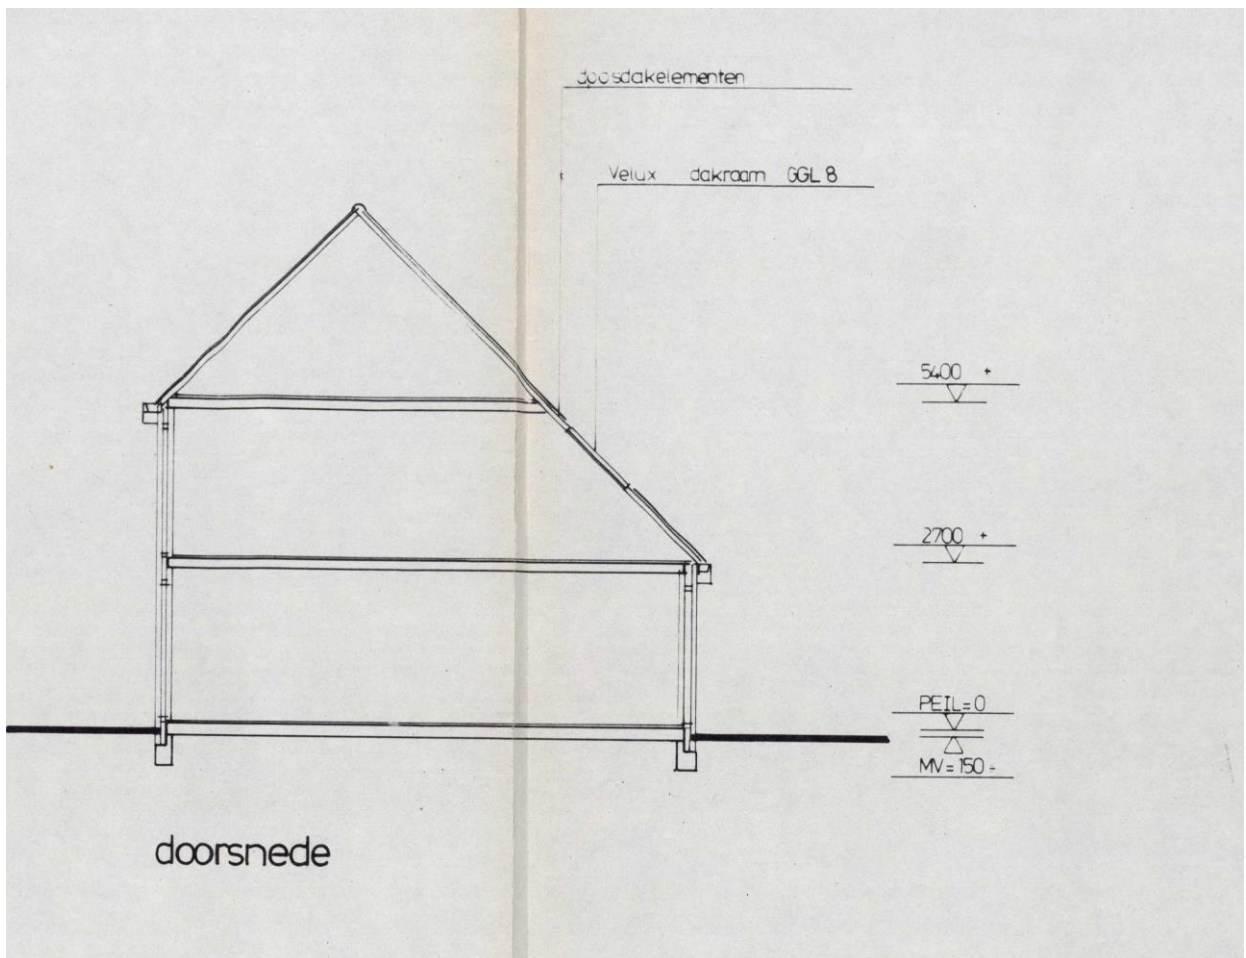 doosdakelementen
Velux dakraam GGL 8
5400 +
2700 +
PEIL=0
MV=150-
doorsnede